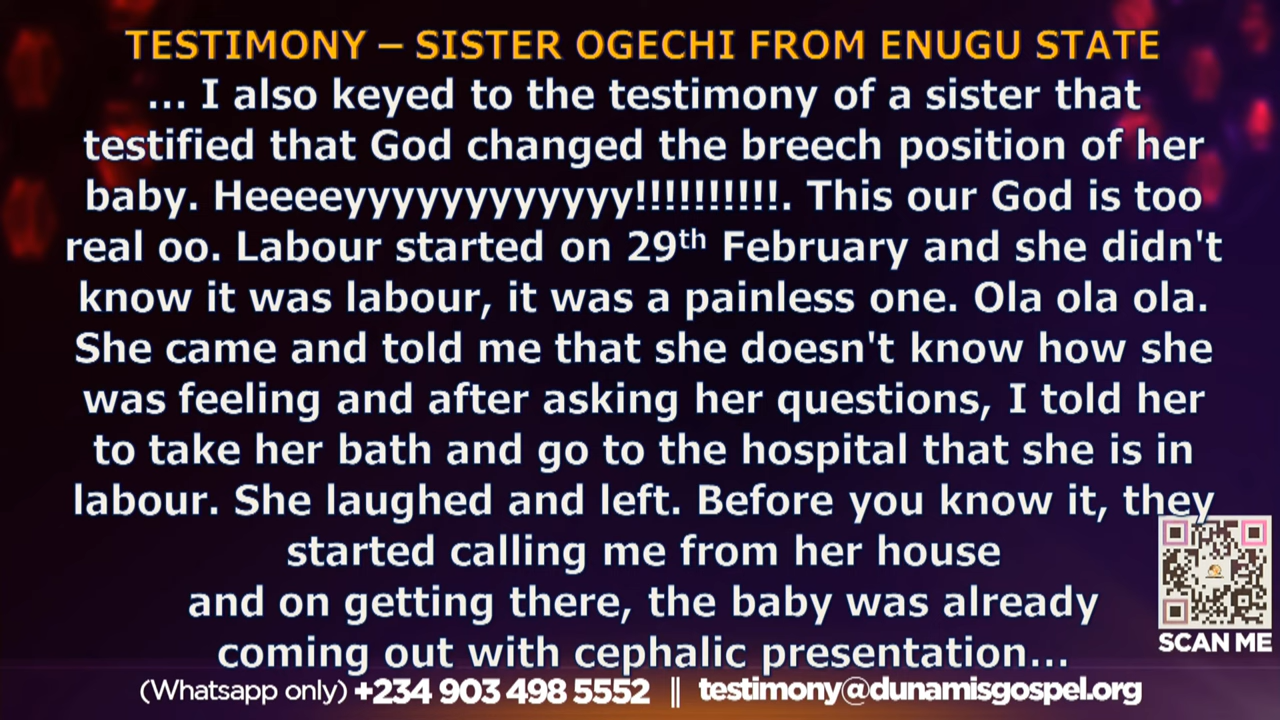 TESTIMONY – SISTER OGECHI FROM ENUGU STATE
... I also keyed to the testimony of a sister that
testified that God changed the breech position of her
baby. Heeeeyyyyyyyyyyyyy!!!!!!!!!!. This our God is too
real oo. Labour started on 29th February and she didn't
know it was labour, it was a painless one. Ola ola ola.
She came and told me that she doesn't know how she
was feeling and after asking her questions, I told her
to take her bath and go to the hospital that she is in
labour. She laughed and left. Before you know it, they
started calling me from her house
and on getting there, the baby was already
coming out with cephalic presentation...
SCAN ME
(Whatsapp only) +234 903 498 5552 || testimony@dunamisgospel.org